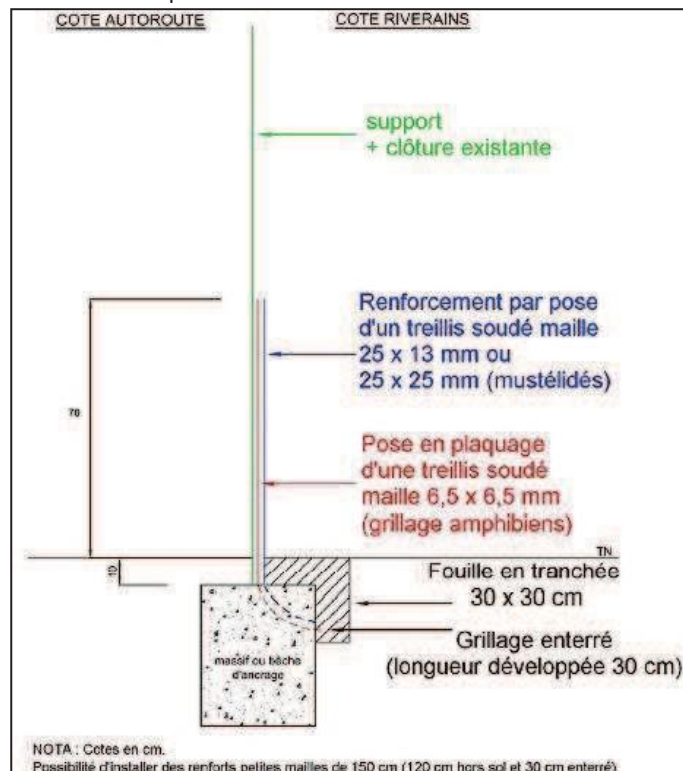 COTE AUTOROUTE
COTE RIVERAINS
support
+ clôture existante
Renforcement par pose
d'un treillis soudé maille
25 x 13 mm ou
25 x 25 mm (mustélidés)
70
Pose en plaquage
d'une treillis soudé
maille 6,5 x 6,5 mm
(grillage amphibiens)
TN
10
Fouille en tranchée
30 x 30 cm
Grillage enterré
(longueur développée 30 cm)
massif ou bêche
d'ancrage
NOTA : Cotes en cm.
Possibilité d'installer des renforts petites mailles de 150 cm (120 cm hors sol et 30 cm enterré)